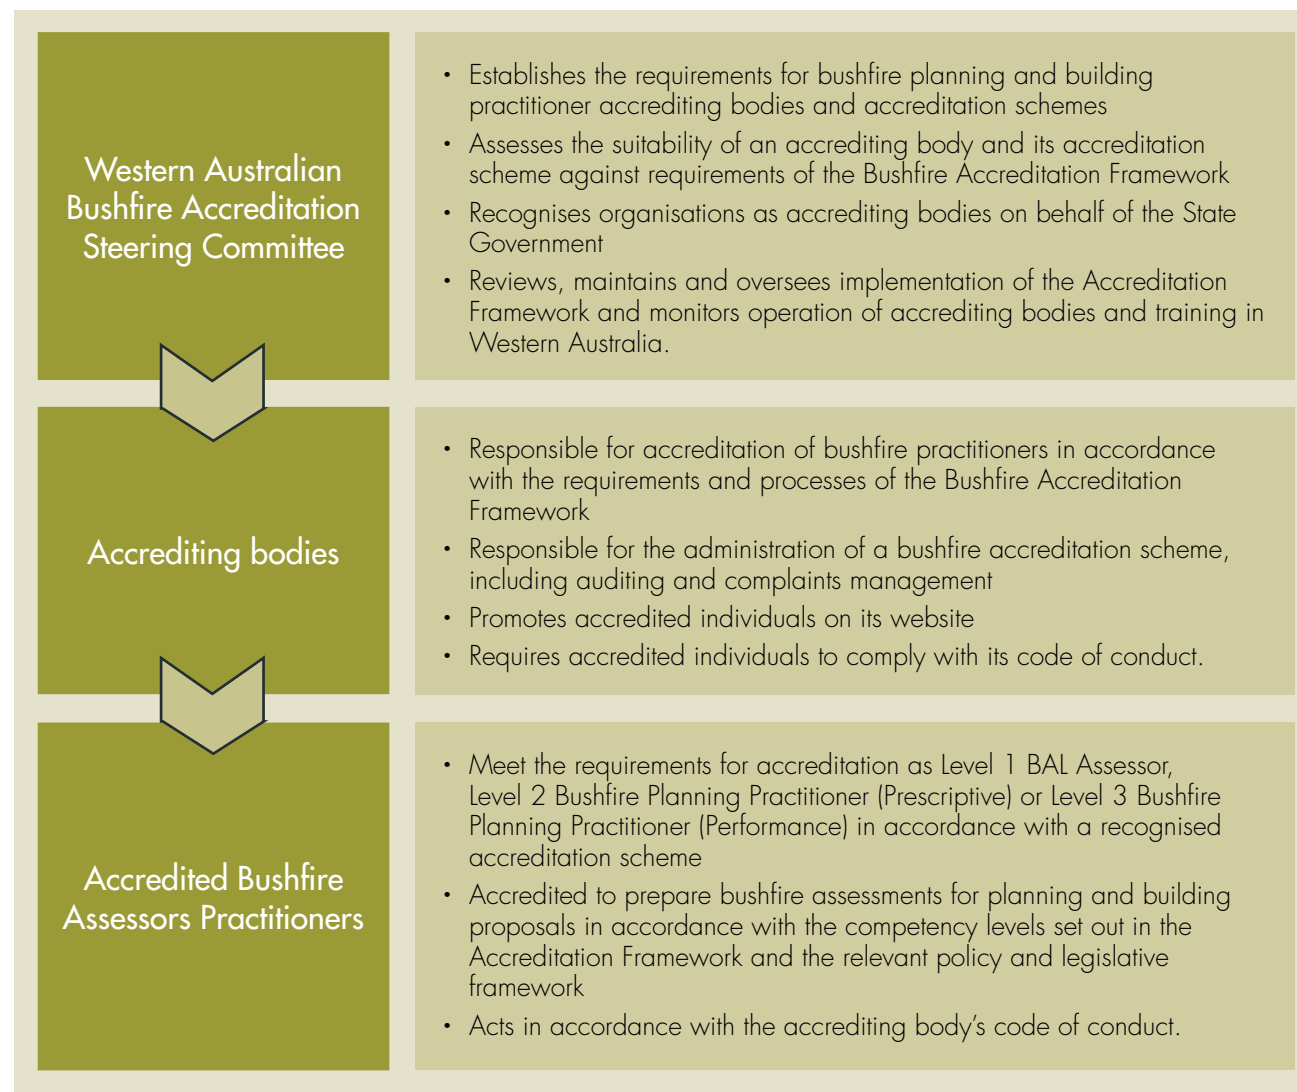 Western Australian
Bushfire Accreditation
Steering Committee
• Establishes the requirements for bushfire planning and building
practitioner accrediting bodies and accreditation schemes
• Assesses the suitability of an accrediting body and its accreditation
scheme against requirements of the Bushfire Accreditation Framework
• Recognises organisations as accrediting bodies on behalf of the State
Government
• Reviews, maintains and oversees implementation of the Accreditation
Framework and monitors operation of accrediting bodies and training in
Western Australia.
Accrediting bodies
• Responsible for accreditation of bushfire practitioners in accordance
with the requirements and processes of the Bushfire Accreditation
Framework
• Responsible for the administration of a bushfire accreditation scheme,
including auditing and complaints management
• Promotes accredited individuals on its website
• Requires accredited individuals to comply with its code of conduct.
Accredited Bushfire
Assessors Practitioners
• Meet the requirements for accreditation as Level 1 BAL Assessor,
Level 2 Bushfire Planning Practitioner (Prescriptive) or Level 3 Bushfire
Planning Practitioner (Performance) in accordance with a recognised
accreditation scheme
• Accredited to prepare bushfire assessments for planning and building
proposals in accordance with the competency levels set out in the
Accreditation Framework and the relevant policy and legislative
framework
• Acts in accordance with the accrediting body's code of conduct.